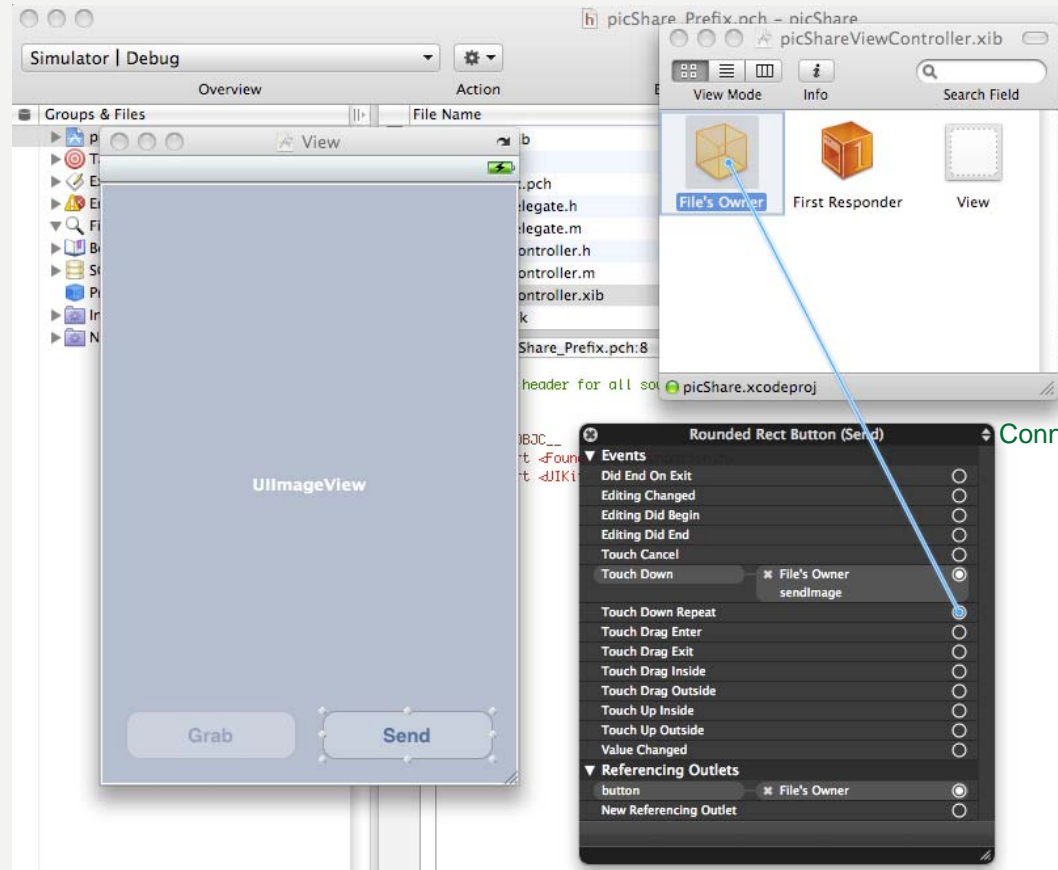 picShare_Prefix.pch - picShare
Simulator | Debug
Overview
Action
Groups & Files
File Name
picShareViewController.xib
View Mode
Info
Search Field
File's Owner
First Responder
View
picShare.xcodeproj
View
UIImageView
Grab
Send
.pch
elegate.h
elegate.m
ontroller.h
ontroller.m
ontroller.xib
Share_Prefix.pch:8
header for all sou
OBJC__
Rounded Rect Button (Send)
Conn
Events
Did End On Exit
Editing Changed
Editing Did Begin
Editing Did End
Touch Cancel
Touch Down
File's Owner
sendImage
Touch Down Repeat
Touch Drag Enter
Touch Drag Exit
Touch Drag Inside
Touch Drag Outside
Touch Up Inside
Touch Up Outside
Value Changed
Referencing Outlets
button
File's Owner
New Referencing Outlet